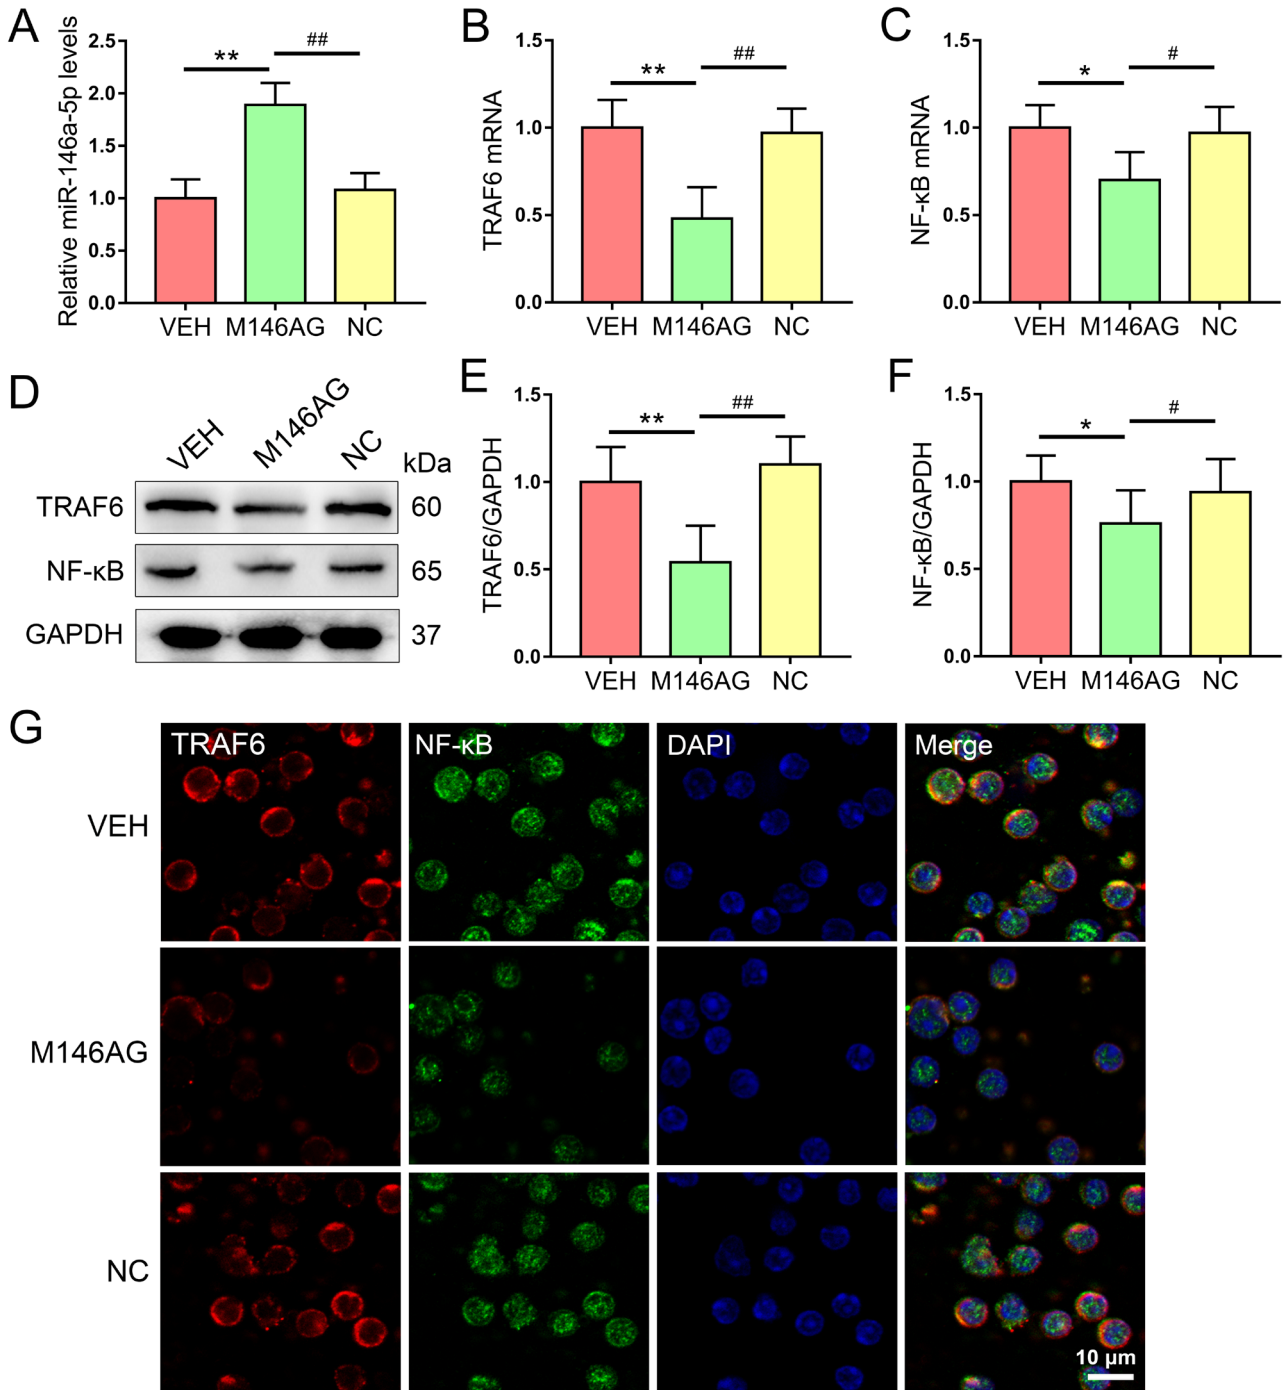 A
Relative miR-146a-5p levels
2.5
2.0
1.5
1.0
0.5
0.0
**
##
VEH M146AG NC
B
TRAF6 mRNA
1.5
1.0
0.5
0.0
**
##
VEH M146AG NC
C
NF-κB mRNA
1.5
1.0
0.5
0.0
*
#
VEH M146AG NC
D
VEH M146AG NC kDa
TRAF6 60
NF-κB 65
GAPDH 37
E
TRAF6/GAPDH
1.5
1.0
0.5
0.0
**
##
VEH M146AG NC
F
NF-κB/GAPDH
1.5
1.0
0.5
0.0
*
#
VEH M146AG NC
G
TRAF6 NF-κB DAPI Merge
VEH
M146AG
NC
10 μm